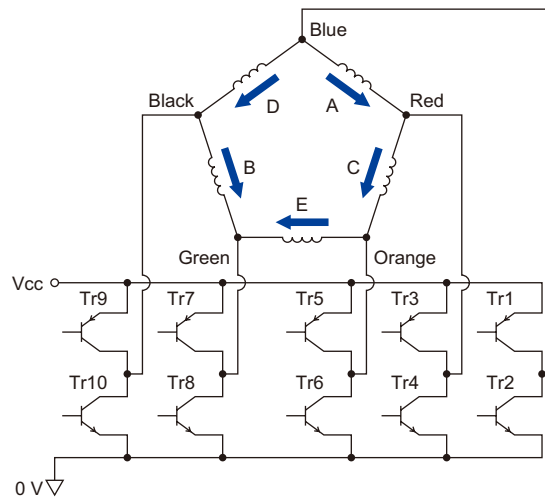 Blue
Black
D
A
Red
B
C
E
Green
Orange
Vcc
Tr9
Tr7
Tr5
Tr3
Tr1
Tr10
Tr8
Tr6
Tr4
Tr2
0 V